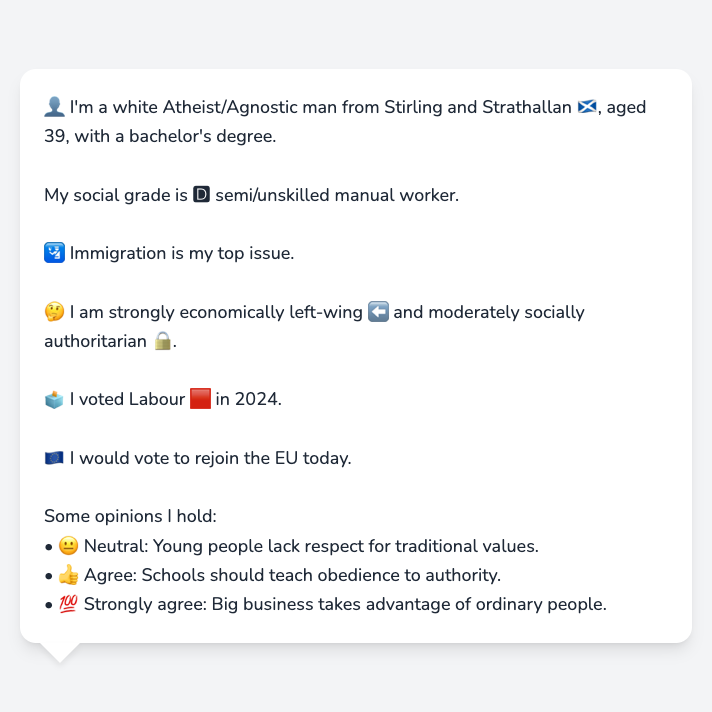 👤 I'm a white Atheist/Agnostic man from Stirling and Strathallan 🏴󠁧󠁢󠁳󠁣󠁴󠁿, aged
39, with a bachelor's degree.
My social grade is 🅳 semi/unskilled manual worker.
🛂 Immigration is my top issue.
🤔 I am strongly economically left-wing ⬅️ and moderately socially
authoritarian 🔒.
🗳️ I voted Labour 🟥 in 2024.
🇪🇺 I would vote to rejoin the EU today.
Some opinions I hold:
• 😐 Neutral: Young people lack respect for traditional values.
• 👍 Agree: Schools should teach obedience to authority.
• 💯 Strongly agree: Big business takes advantage of ordinary people.